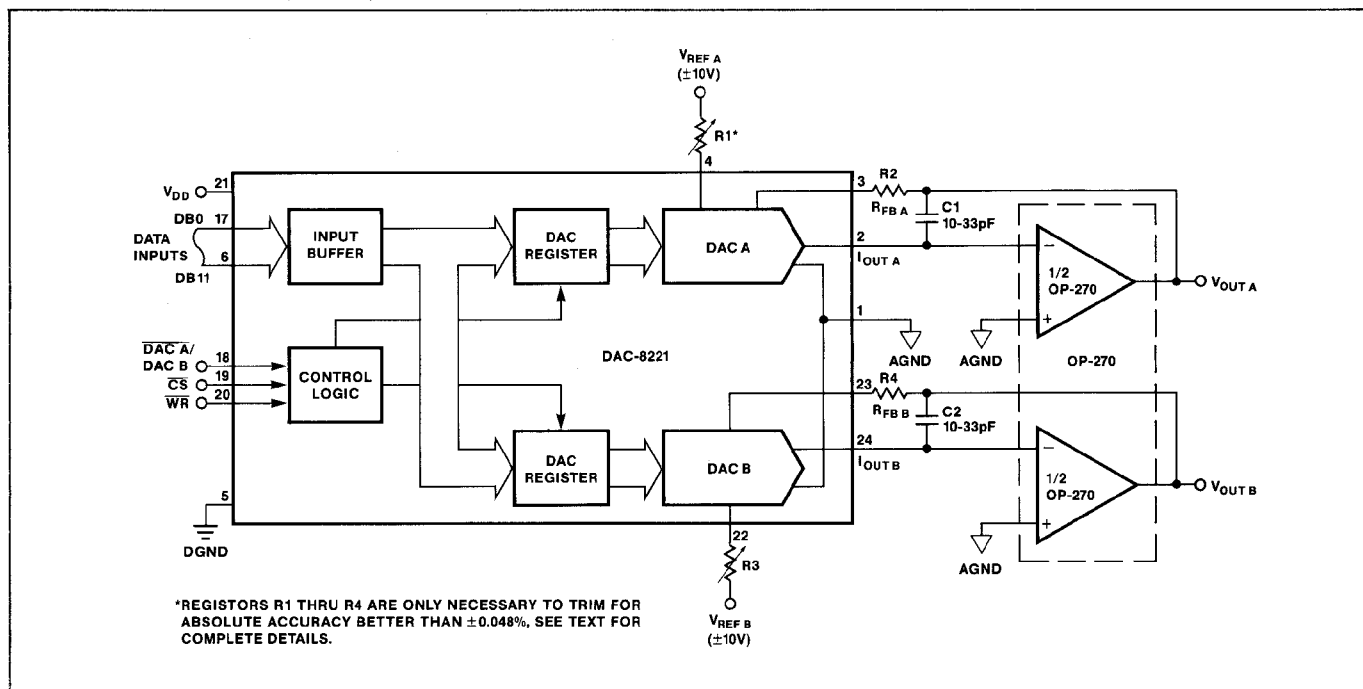 V_REF A
(±10V)
R1*
4
V_DD
21
DB0
17
DATA
INPUTS
6
DB11
INPUT
BUFFER
DAC
REGISTER
DAC A
3
R2
R_FB A
C1
10-33pF
2
I_OUT A
1/2
OP-270
−
+
V_OUT A
1
AGND
AGND
OP-270
D̅A̅C̅ ̅A̅/
DAC B
18
C̅S̅
19
W̅R̅
20
CONTROL
LOGIC
DAC-8221
DAC
REGISTER
DAC B
23
R4
R_FB B
C2
10-33pF
24
I_OUT B
1/2
OP-270
−
+
V_OUT B
AGND
5
DGND
22
R3
V_REF B
(±10V)
*REGISTORS R1 THRU R4 ARE ONLY NECESSARY TO TRIM FOR
ABSOLUTE ACCURACY BETTER THAN ±0.048%, SEE TEXT FOR
COMPLETE DETAILS.